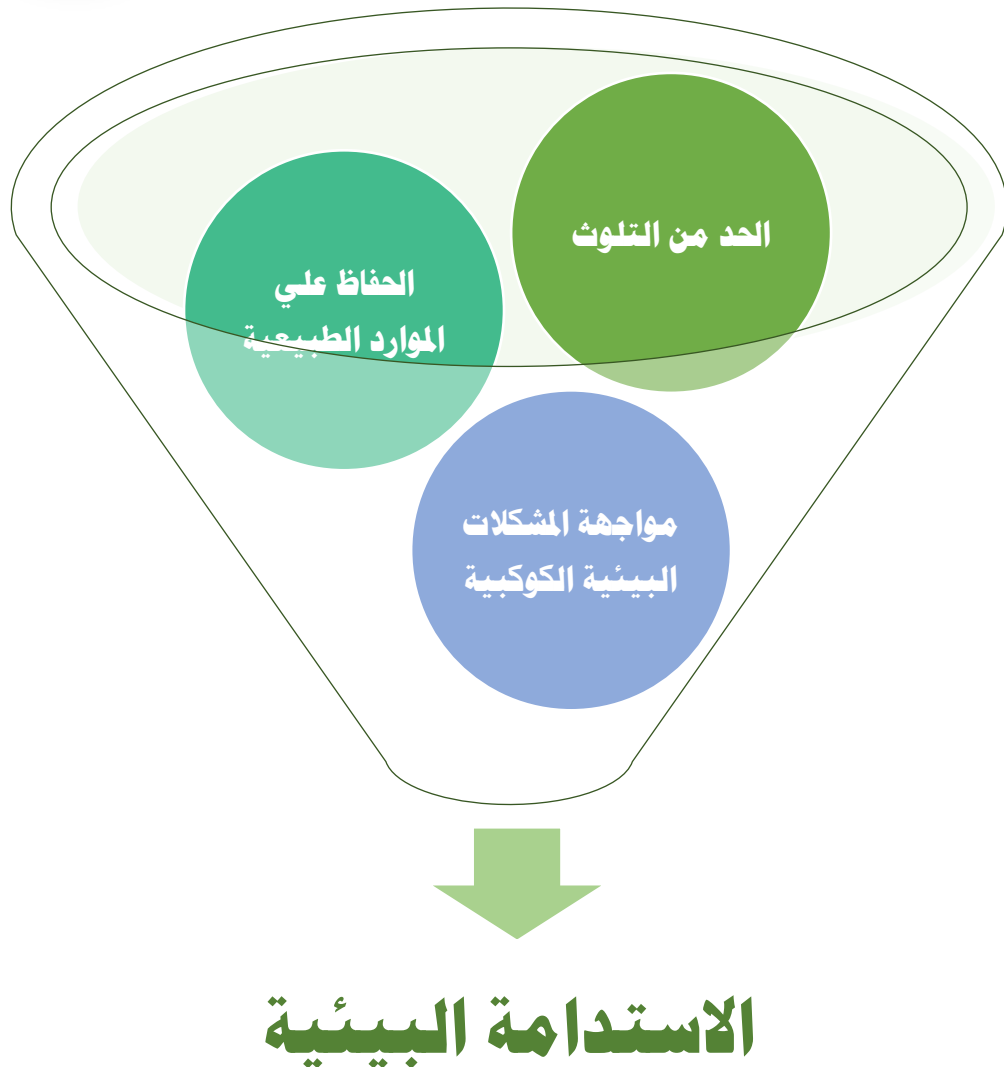 الحد من التلوث
الحفاظ علي
الموارد الطبيعية
مواجهة المشكلات
البيئية الكوكبية
الاستدامة البيئية